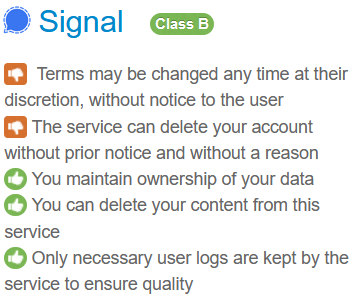 Signal Class B
Terms may be changed any time at their
discretion, without notice to the user
The service can delete your account
without prior notice and without a reason
You maintain ownership of your data
You can delete your content from this
service
Only necessary user logs are kept by the
service to ensure quality